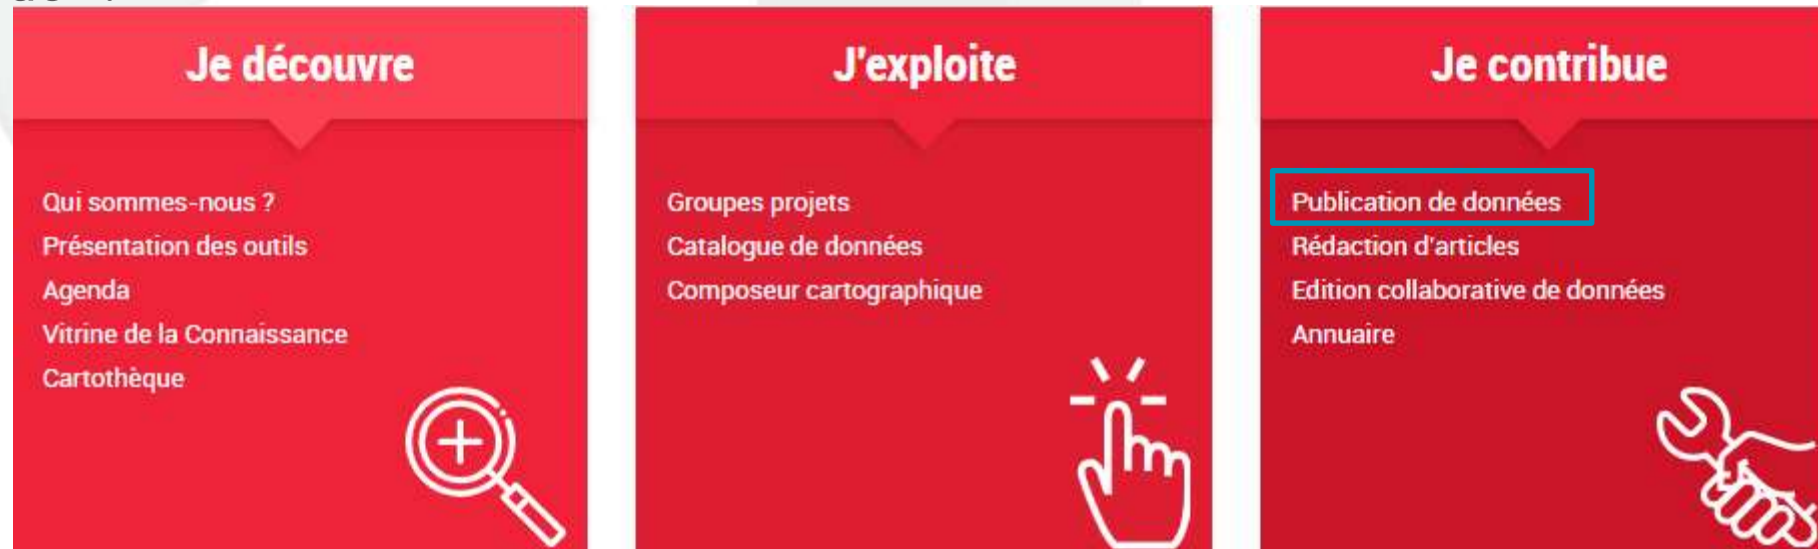 Je découvre
Qui sommes-nous ?
Présentation des outils
Agenda
Vitrine de la Connaissance
Cartothèque
J'exploite
Groupes projets
Catalogue de données
Composeur cartographique
Je contribue
Publication de données
Rédaction d'articles
Edition collaborative de données
Annuaire